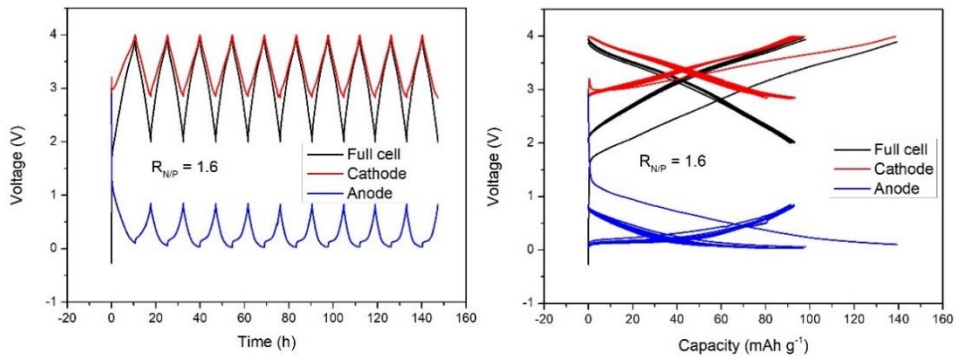 4
3
2
1
0
-1
Voltage (V)
R_N/P = 1.6
Full cell
Cathode
Anode
-20 0 20 40 60 80 100 120 140 160
Time (h)
4
3
2
1
0
-1
Voltage (V)
R_N/P = 1.6
Full cell
Cathode
Anode
-20 0 20 40 60 80 100 120 140 160
Capacity (mAh g⁻¹)